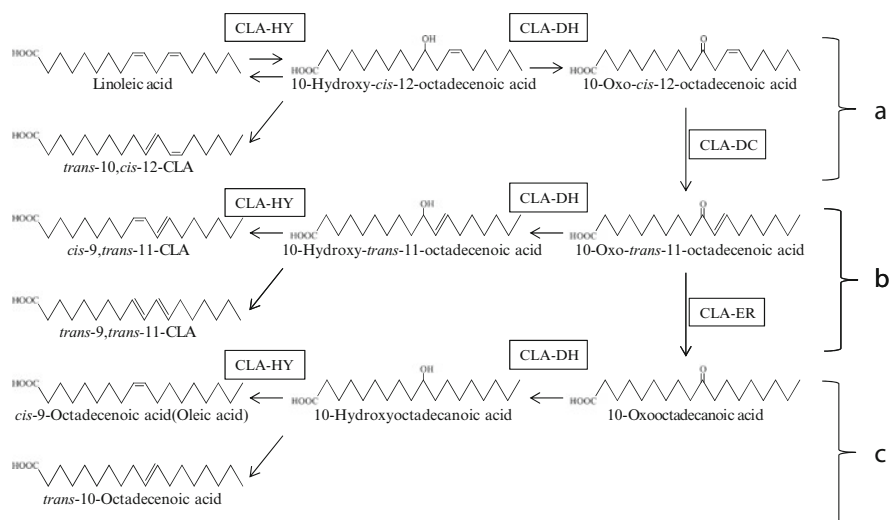 CLA-HY CLA-DH
HOOC OH O
HOOC HOOC
Linoleic acid 10-Hydroxy-cis-12-octadecenoic acid 10-Oxo-cis-12-octadecenoic acid
a
HOOC
CLA-DC
trans-10,cis-12-CLA
CLA-HY CLA-DH
HOOC OH O
HOOC HOOC
cis-9,trans-11-CLA 10-Hydroxy-trans-11-octadecenoic acid 10-Oxo-trans-11-octadecenoic acid
b
HOOC
CLA-ER
trans-9,trans-11-CLA
CLA-HY CLA-DH
HOOC OH O
HOOC HOOC
cis-9-Octadecenoic acid(Oleic acid) 10-Hydroxyoctadecanoic acid 10-Oxooctadecanoic acid
c
HOOC
trans-10-Octadecenoic acid